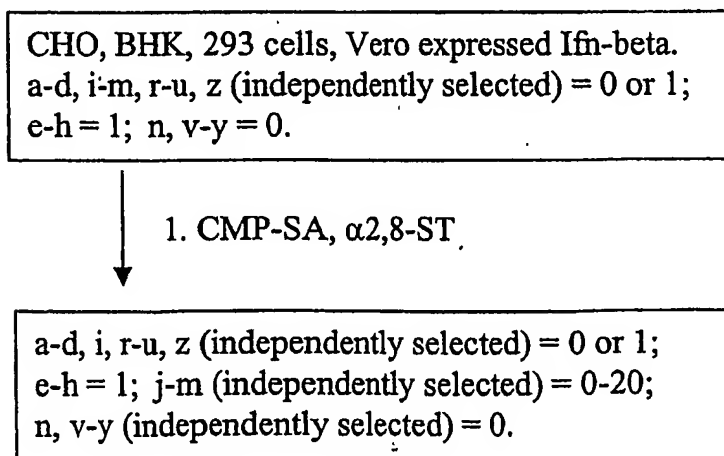 CHO, BHK, 293 cells, Vero expressed Ifn-beta.
a-d, i-m, r-u, z (independently selected) = 0 or 1;
e-h = 1; n, v-y = 0.
1. CMP-SA, α2,8-ST
a-d, i, r-u, z (independently selected) = 0 or 1;
e-h = 1; j-m (independently selected) = 0-20;
n, v-y (independently selected) = 0.